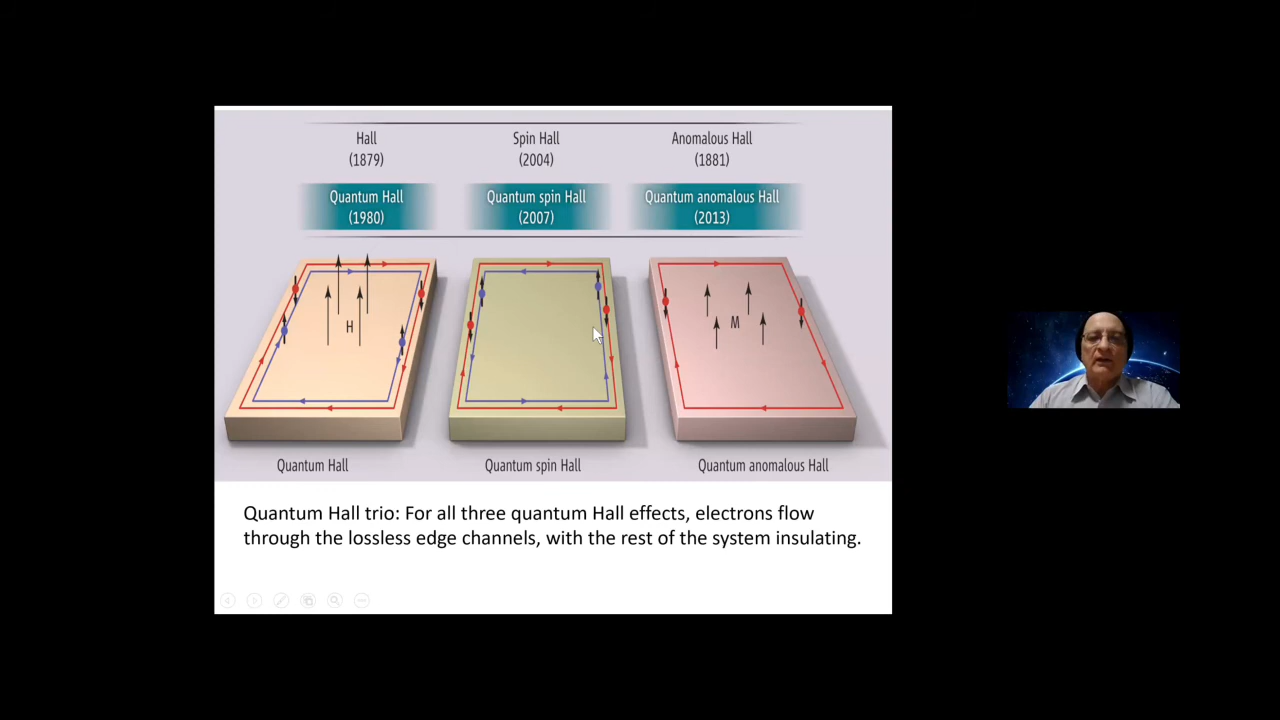 Hall
(1879)
Spin Hall
(2004)
Anomalous Hall
(1881)
Quantum Hall
(1980)
Quantum spin Hall
(2007)
Quantum anomalous Hall
(2013)
H
M
Quantum Hall
Quantum spin Hall
Quantum anomalous Hall
Quantum Hall trio: For all three quantum Hall effects, electrons flow
through the lossless edge channels, with the rest of the system insulating.